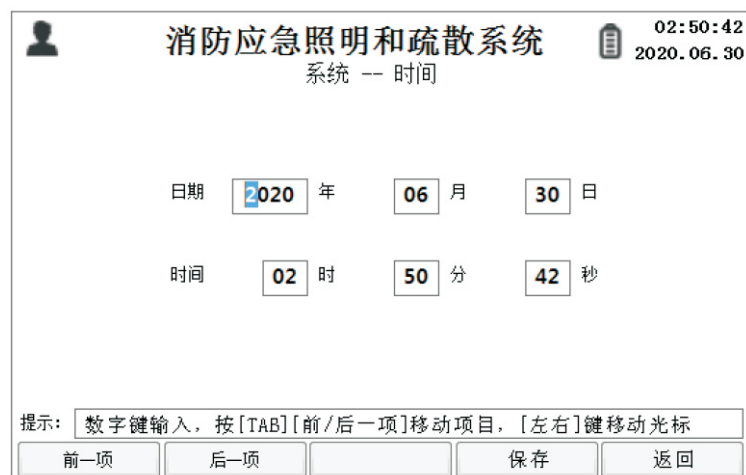 消防应急照明和疏散系统
02:50:42
2020.06.30
系统 -- 时间
日期 2020 年 06 月 30 日
时间 02 时 50 分 42 秒
提示: 数字键输入, 按[TAB][前/后一项]移动项目, [左右]键移动光标
前一项 后一项 保存 返回